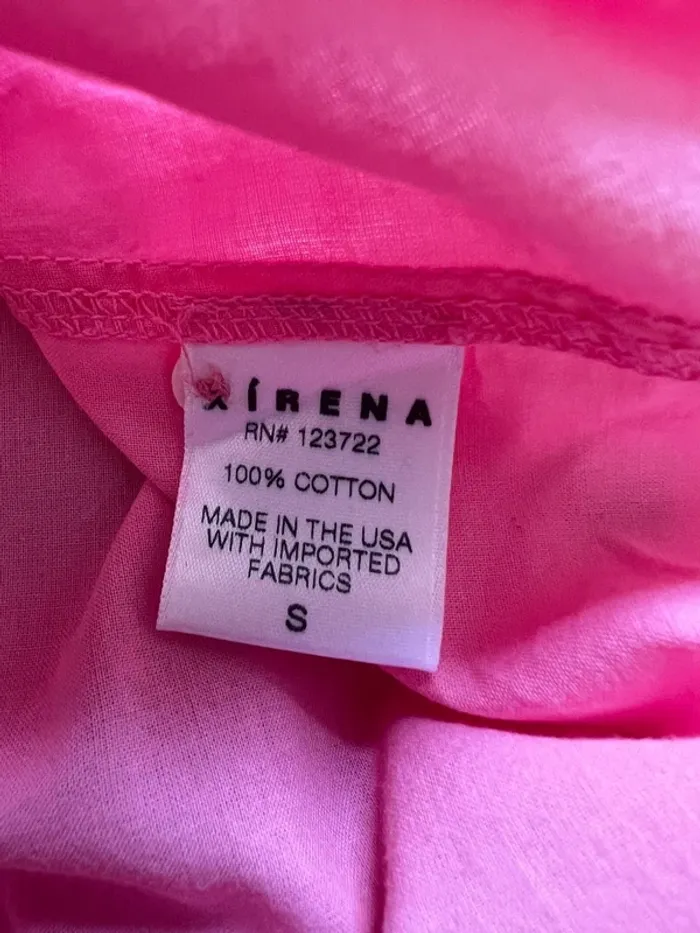 XÍRENA
RN# 123722
100% COTTON
MADE IN THE USA
WITH IMPORTED
FABRICS
S